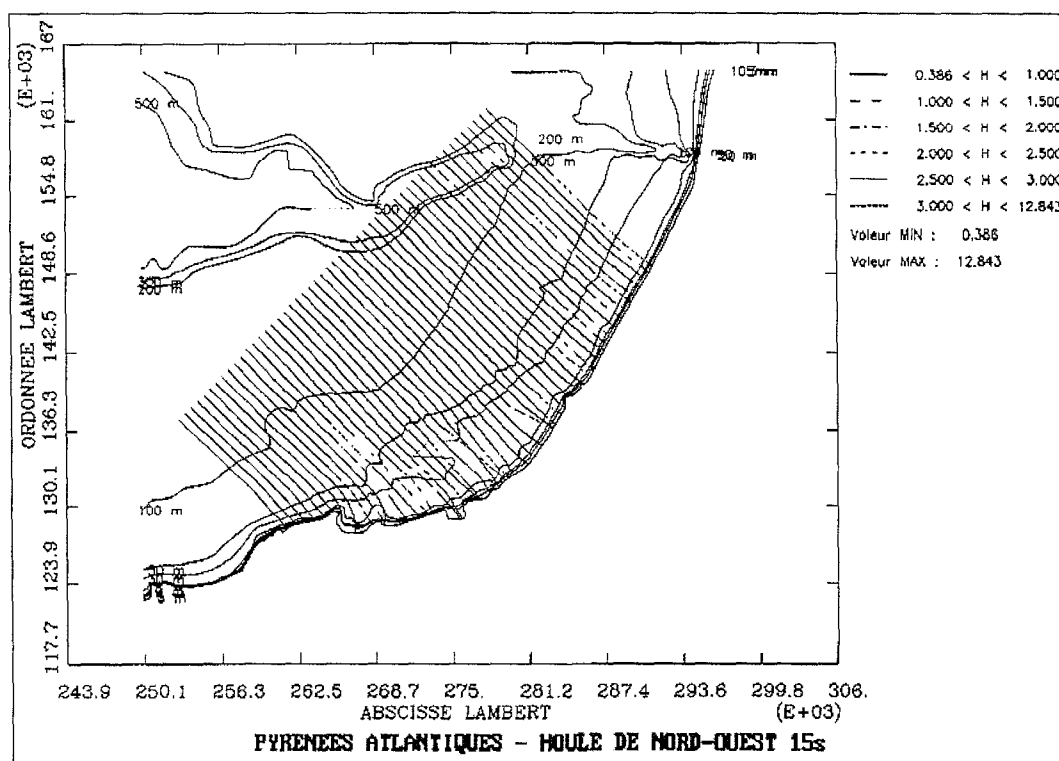 ORDONNEE LAMBERT
(E+03)
167
161.
154.8
148.6
142.5
136.3
130.1
123.9
117.7
500 m
200 m
100 m
500 m
200 m
100 m
20 m
243.9 250.1 256.3 262.5 268.7 275. 281.2 287.4 293.6 299.8 306.
ABSCISSE LAMBERT
(E+03)
PYRENEES ATLANTIQUES - HOULE DE NORD-OUEST 15s
0.386 < H < 1.000
1.000 < H < 1.500
1.500 < H < 2.000
2.000 < H < 2.500
2.500 < H < 3.000
3.000 < H < 12.843
Valeur MIN : 0.386
Valeur MAX : 12.843